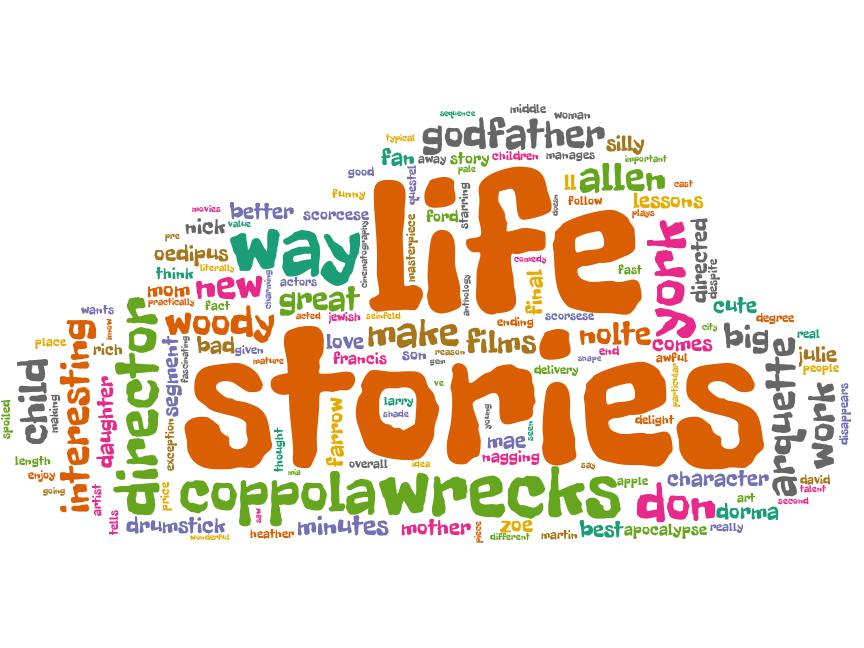 sequence
middle
woman
typical
godfather
silly
fan
away
story
children
manages
important
good
questel
pale
ll
allen
cast
life
funny
starring
doesn
follow
lessons
movies
better
scorcese
ford
plays
nick
value
masterpiece
way
cinematography
york
directed
despite
pre
oedipus
literally
comedy
think
charming
actors
anthology
final
fast
mom
new
practically
fact
great
cute
wants
acted
jewish
seinfeld
ending
scorsese
degree
woody
make
films
nolte
city
big
real
place
interesting
director
rich
bad
given
fascinating
love
francis
son
reason
gem
end
comes
shape
awful
julie
people
child
making
daughter
segment
mature
stories
ve
delivery
particular
arquette
work
disappears
spoiled
larry
shade
farrow
young
delight
exception
thought
mae
seen
nagging
length
enjoy
going
overall
idea
say
mia
artist
price
coppola
wrecks
apple
character
david
talent
second
art
don
dorma
tells
drumstick
saw
wonderful
heather
minutes
mother
piece
zoe
different
martin
best
apocalypse
really